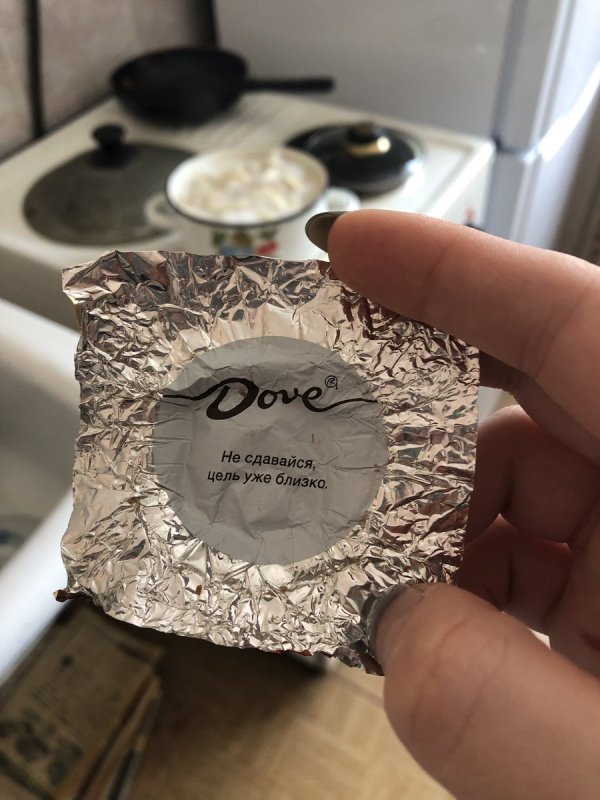 Dove®
Не сдавайся,
цель уже близко.